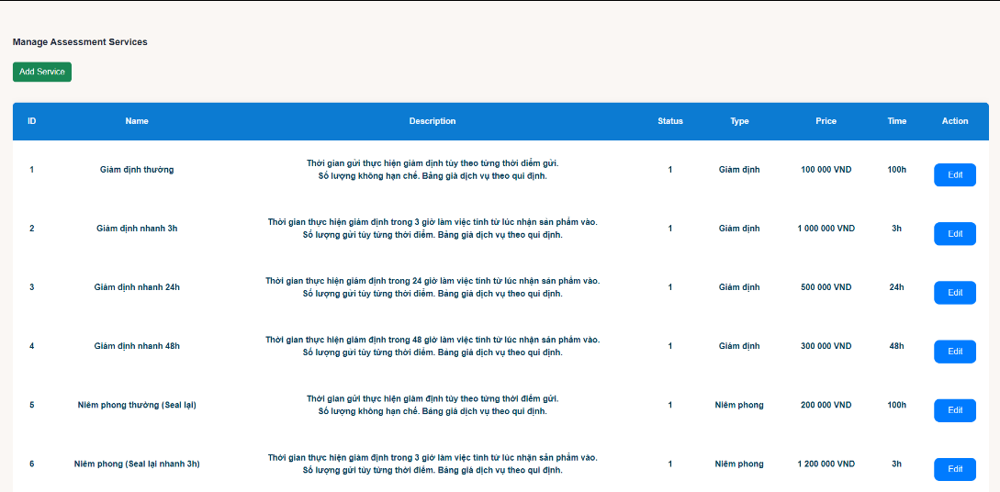 Manage Assessment Services
Add Service
ID Name Description Status Type Price Time Action
1 Giám định thường Thời gian gửi thực hiện giám định tùy theo từng thời điểm gửi. 1 Giám định 100 000 VND 100h Edit
Số lượng không hạn chế. Bảng giá dịch vụ theo qui định.
2 Giám định nhanh 3h Thời gian thực hiện giám định trong 3 giờ làm việc tính từ lúc nhận sản phẩm vào. 1 Giám định 1 000 000 VND 3h Edit
Số lượng gửi tùy từng thời điểm. Bảng giá dịch vụ theo qui định.
3 Giám định nhanh 24h Thời gian thực hiện giám định trong 24 giờ làm việc tính từ lúc nhận sản phẩm vào. 1 Giám định 500 000 VND 24h Edit
Số lượng gửi tùy từng thời điểm. Bảng giá dịch vụ theo qui định.
4 Giám định nhanh 48h Thời gian thực hiện giám định trong 48 giờ làm việc tính từ lúc nhận sản phẩm vào. 1 Giám định 300 000 VND 48h Edit
Số lượng gửi tùy từng thời điểm. Bảng giá dịch vụ theo qui định.
5 Niêm phong thường (Seal lại) Thời gian gửi thực hiện giám định tùy theo từng thời điểm gửi. 1 Niêm phong 200 000 VND 100h Edit
Số lượng không hạn chế. Bảng giá dịch vụ theo qui định.
6 Niêm phong (Seal lại nhanh 3h) Thời gian thực hiện giám định trong 3 giờ làm việc tính từ lúc nhận sản phẩm vào. 1 Niêm phong 1 200 000 VND 3h Edit
Số lượng gửi tùy từng thời điểm. Bảng giá dịch vụ theo qui định.